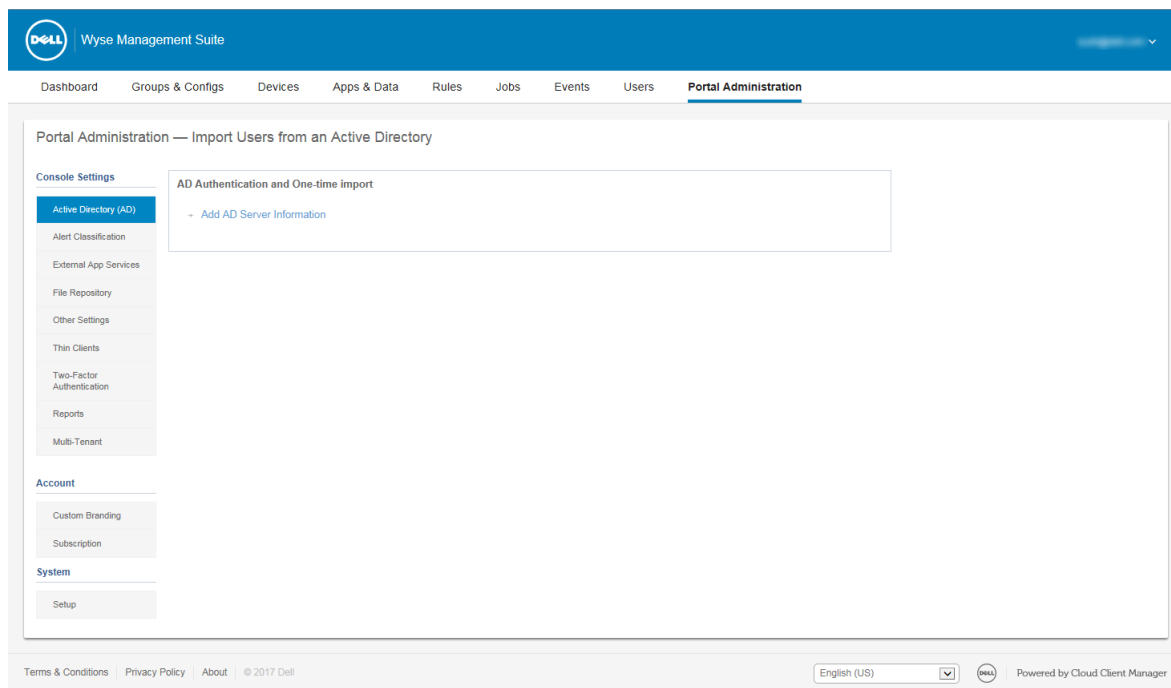 DELL
Wyse Management Suite
Dashboard Groups & Configs Devices Apps & Data Rules Jobs Events Users Portal Administration
Portal Administration — Import Users from an Active Directory
Console Settings
Active Directory (AD)
Alert Classification
External App Services
File Repository
Other Settings
Thin Clients
Two-Factor
Authentication
Reports
Multi-Tenant
Account
Custom Branding
Subscription
System
Setup
AD Authentication and One-time import
+ Add AD Server Information
Terms & Conditions Privacy Policy About © 2017 Dell
English (US)
DELL
Powered by Cloud Client Manager